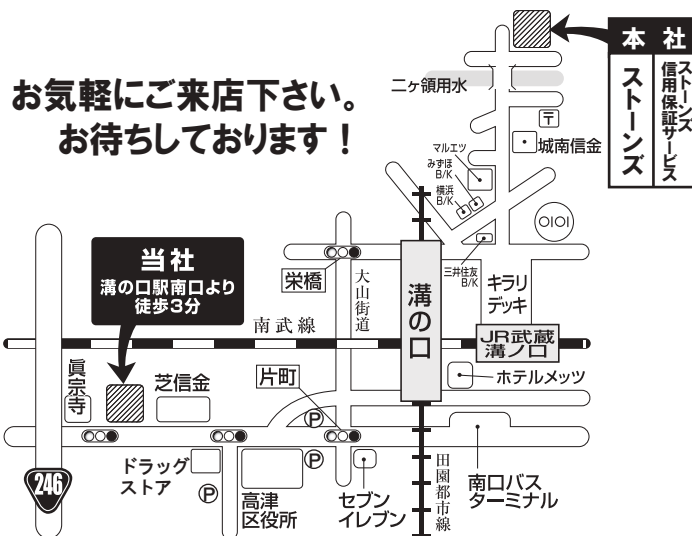 お気軽にご来店下さい。
お待ちしております！
本社
ストーンズ
ストーンズ
信用保証サービス
二ヶ領用水
〒
城南信金
マルエツ
みずほ
B/K
横浜
B/K
OIOI
三井住友
B/K
キラリ
デッキ
栄橋
大山街道
溝の口
当社
溝の口駅南口より
徒歩3分
南武線
JR武蔵
溝ノ口
眞宗寺
芝信金
片町
ホテルメッツ
P
246
ドラッグ
ストア
P
高津
区役所
P
セブン
イレブン
田園都市線
南口バス
ターミナル